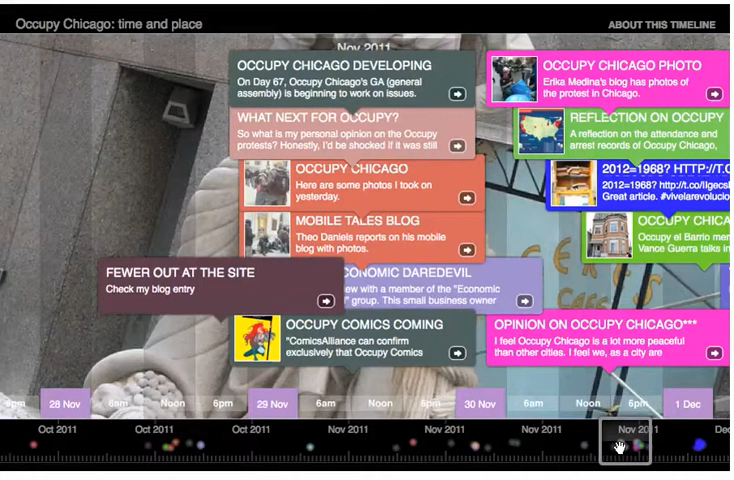 Occupy Chicago: time and place
ABOUT THIS TIMELINE
Nov 2011
OCCUPY CHICAGO DEVELOPING
On Day 67, Occupy Chicago's GA (general
assembly) is beginning to work on issues.
OCCUPY CHICAGO PHOTO
Erika Medina's blog has photos of
the protest in Chicago.
WHAT NEXT FOR OCCUPY?
So what is my personal opinion on the Occupy
protests? Honestly, I'd be shocked if it was still
REFLECTION ON OCCUPY
A reflection on the attendance and
arrest records of Occupy Chicago,
OCCUPY CHICAGO
Here are some photos I took on
yesterday.
2012=1968? HTTP://T.C
2012=1968? http://t.co/Ilgecsl
Great article. #vivelarevolucio
MOBILE TALES BLOG
Theo Daniels reports on his mobile
blog with photos.
OCCUPY CHICA
Occupy el Barrio mer
Vance Guerra talks in
FEWER OUT AT THE SITE
Check my blog entry
CONOMIC DAREDEVIL
ew with a member of the "Economic
" group. This small business owner
OCCUPY COMICS COMING
"ComicsAlliance can confirm
exclusively that Occupy Comics
OPINION ON OCCUPY CHICAGO***
I feel Occupy Chicago is a lot more peaceful
than other cities. I feel we, as a city are
CERES
6pm 28 Nov 6am Noon 6pm 29 Nov 6am Noon 30 Nov 6am Noon 6pm 1 Dec
Oct 2011 Oct 2011 Oct 2011 Nov 2011 Nov 2011 Nov 2011 Nov 2011 Dec